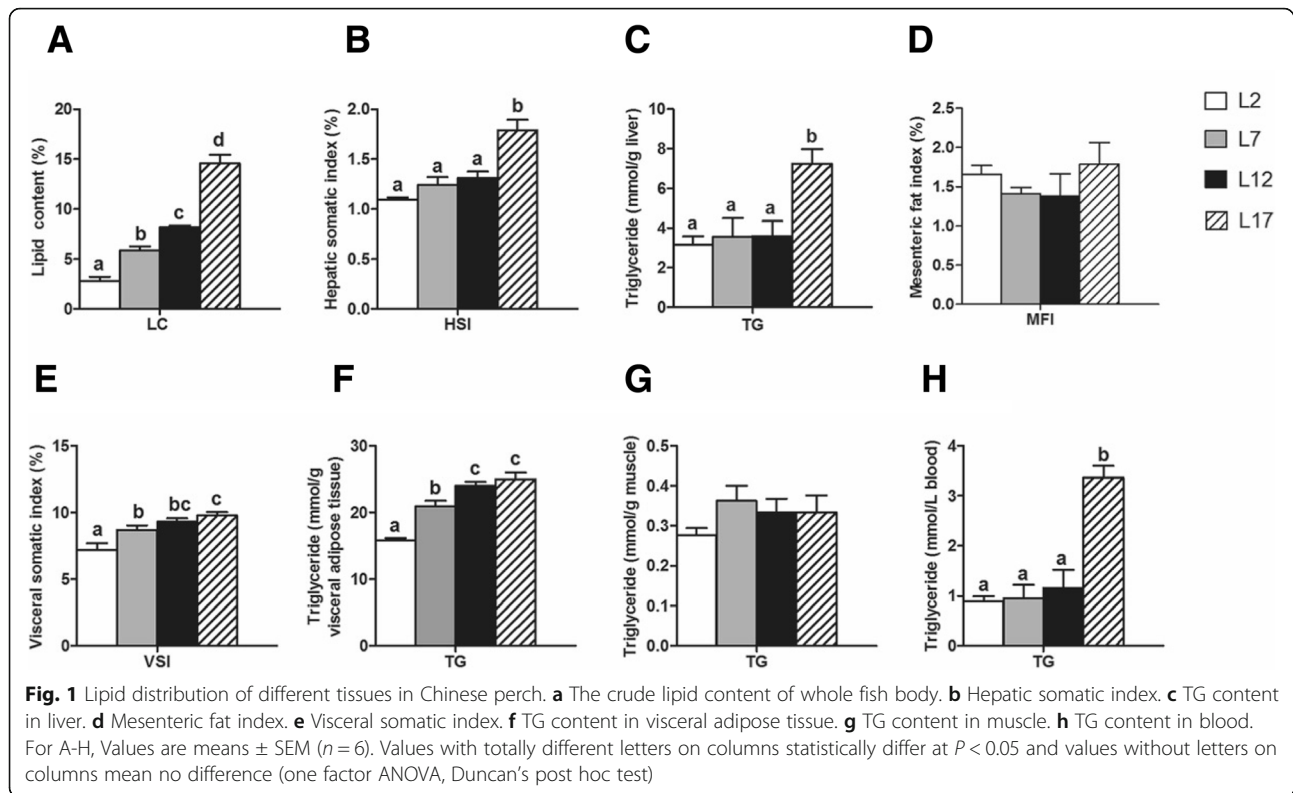 A
Lipid content (%)
20
15
10
5
0
a
b
c
d
LC
B
Hepatic somatic index (%)
2.0
1.5
1.0
0.5
0.0
a
a
a
b
HSI
C
Triglyceride (mmol/g liver)
10
8
6
4
2
0
a
a
a
b
TG
D
Mesenteric fat index (%)
2.5
2.0
1.5
1.0
0.5
0.0
MFI
L2
L7
L12
L17
E
Visceral somatic index (%)
15
10
5
0
a
b
bc
c
VSI
F
Triglyceride (mmol/g
visceral adipose tissue)
30
20
10
0
a
b
c
c
TG
G
Triglyceride (mmol/g muscle)
0.5
0.4
0.3
0.2
0.1
0.0
TG
H
Triglyceride (mmol/L blood)
4
3
2
1
0
a
a
a
b
TG
Fig. 1 Lipid distribution of different tissues in Chinese perch. a The crude lipid content of whole fish body. b Hepatic somatic index. c TG content
in liver. d Mesenteric fat index. e Visceral somatic index. f TG content in visceral adipose tissue. g TG content in muscle. h TG content in blood.
For A-H, Values are means ± SEM (n = 6). Values with totally different letters on columns statistically differ at P < 0.05 and values without letters on
columns mean no difference (one factor ANOVA, Duncan's post hoc test)